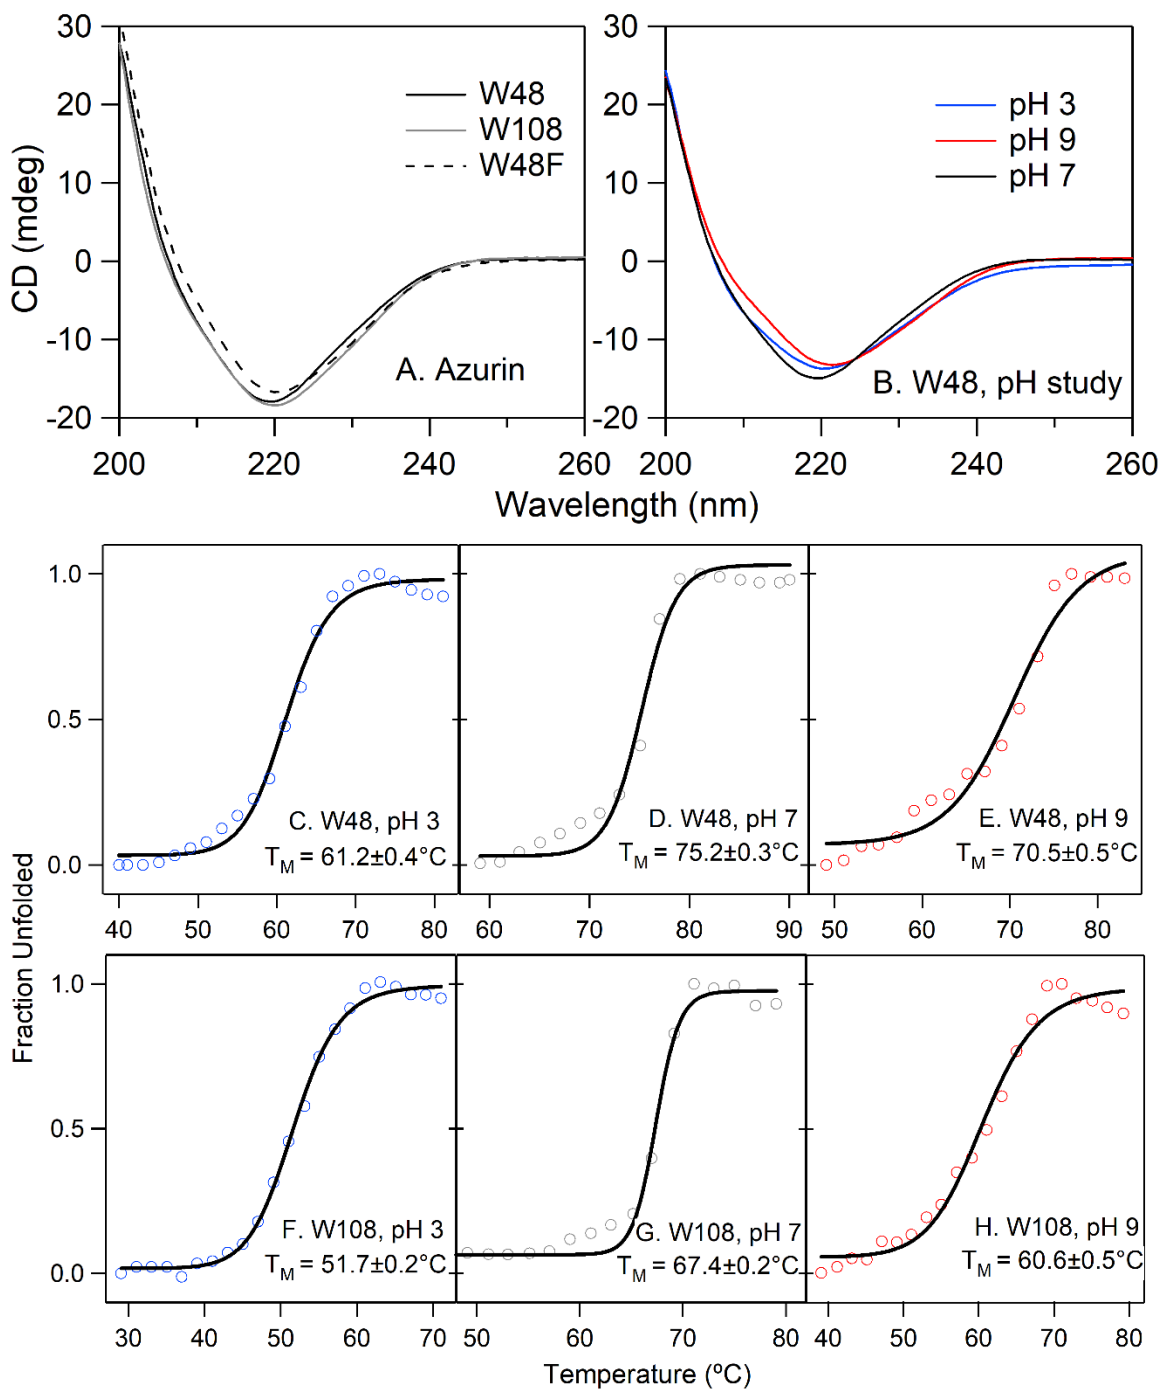 30
20
10
0
-10
-20
CD (mdeg)
W48
W108
W48F
A. Azurin
200
220
240
260
30
20
10
0
-10
-20
pH 3
pH 9
pH 7
B. W48, pH study
200
220
240
260
Wavelength (nm)
1.0
0.5
0.0
C. W48, pH 3
TM = 61.2±0.4°C
D. W48, pH 7
TM = 75.2±0.3°C
E. W48, pH 9
TM = 70.5±0.5°C
40 50 60 70 80
60 70 80 90
50 60 70 80
Fraction Unfolded
1.0
0.5
0.0
F. W108, pH 3
TM = 51.7±0.2°C
G. W108, pH 7
TM = 67.4±0.2°C
H. W108, pH 9
TM = 60.6±0.5°C
30 40 50 60 70
50 60 70 80
40 50 60 70 80
Temperature (ºC)